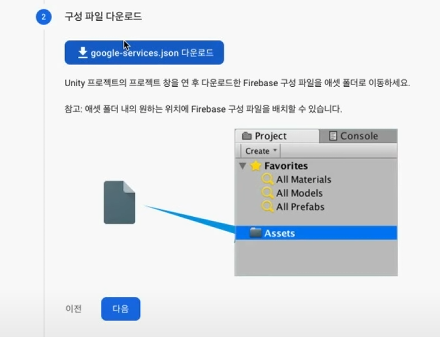 2 구성 파일 다운로드
google-services.json 다운로드
Unity 프로젝트의 프로젝트 창을 연 후 다운로드한 Firebase 구성 파일을 애셋 폴더로 이동하세요.
참고: 애셋 폴더 내의 원하는 위치에 Firebase 구성 파일을 배치할 수 있습니다.
Project Console
Create
Favorites
All Materials
All Models
All Prefabs
Assets
이전 다음